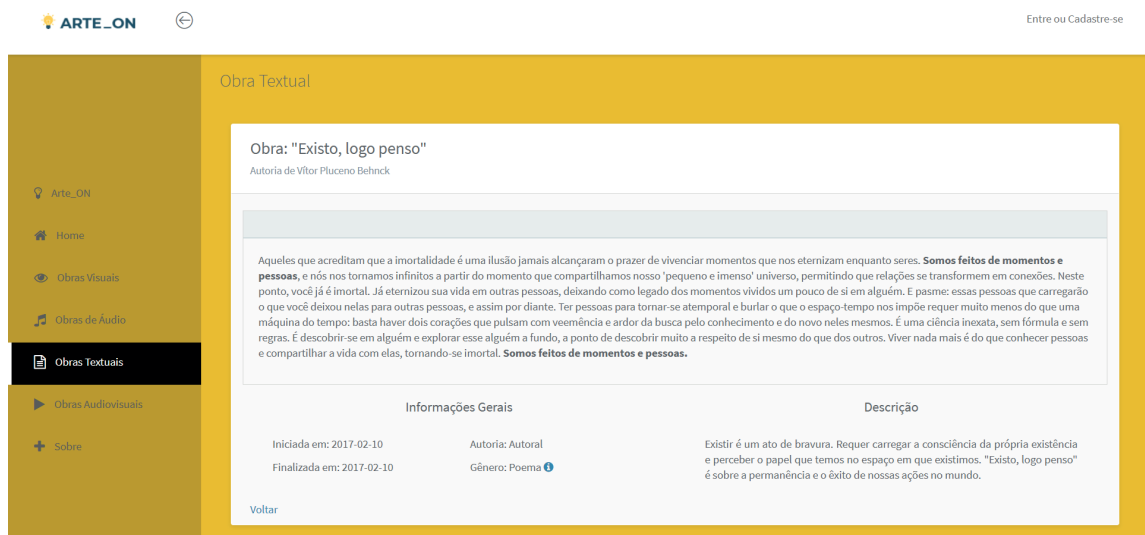 ARTE_ON
Entre ou Cadastre-se
Obra Textual
Arte_ON
Home
Obras Visuais
Obras de Áudio
Obras Textuais
Obras Audiovisuais
Sobre
Obra: "Existo, logo penso"
Autoria de Vítor Pluceno Behnck
Aqueles que acreditam que a imortalidade é uma ilusão jamais alcançaram o prazer de vivenciar momentos que nos eternizam enquanto seres. Somos feitos de momentos e
pessoas, e nós nos tornamos infinitos a partir do momento que compartilhamos nosso 'pequeno e imenso' universo, permitindo que relações se transformem em conexões. Neste
ponto, você já é imortal. Já eternizou sua vida em outras pessoas, deixando como legado dos momentos vividos um pouco de si em alguém. E pasme: essas pessoas que carregarão
o que você deixou nelas para outras pessoas, e assim por diante. Ter pessoas para tornar-se atemporal e burlar o que o espaço-tempo nos impõe requer muito menos do que uma
máquina do tempo: basta haver dois corações que pulsam com veemência e ardor da busca pelo conhecimento e do novo neles mesmos. É uma ciência inexata, sem fórmula e sem
regras. É descobrir-se em alguém e explorar esse alguém a fundo, a ponto de descobrir muito a respeito de si mesmo do que dos outros. Viver nada mais é do que conhecer pessoas
e compartilhar a vida com elas, tornando-se imortal. Somos feitos de momentos e pessoas.
Informações Gerais
Iniciada em: 2017-02-10
Autoria: Autoral
Finalizada em: 2017-02-10
Gênero: Poema
Descrição
Existir é um ato de bravura. Requer carregar a consciência da própria existência
e perceber o papel que temos no espaço em que existimos. "Existo, logo penso"
é sobre a permanência e o êxito de nossas ações no mundo.
Voltar